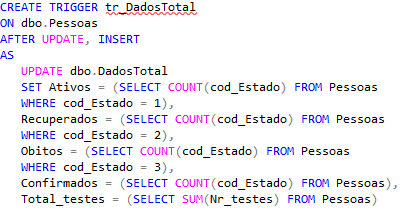 CREATE TRIGGER tr_DadosTotal
ON dbo.Pessoas
AFTER UPDATE, INSERT
AS
UPDATE dbo.DadosTotal
SET Ativos = (SELECT COUNT(cod_Estado) FROM Pessoas
WHERE cod_Estado = 1),
Recuperados = (SELECT COUNT(cod_Estado) FROM Pessoas
WHERE cod_Estado = 2),
Obitos = (SELECT COUNT(cod_Estado) FROM Pessoas
WHERE cod_Estado = 3),
Confirmados = (SELECT COUNT(cod_Estado) FROM Pessoas),
Total_testes = (SELECT SUM(Nr_testes) FROM Pessoas)